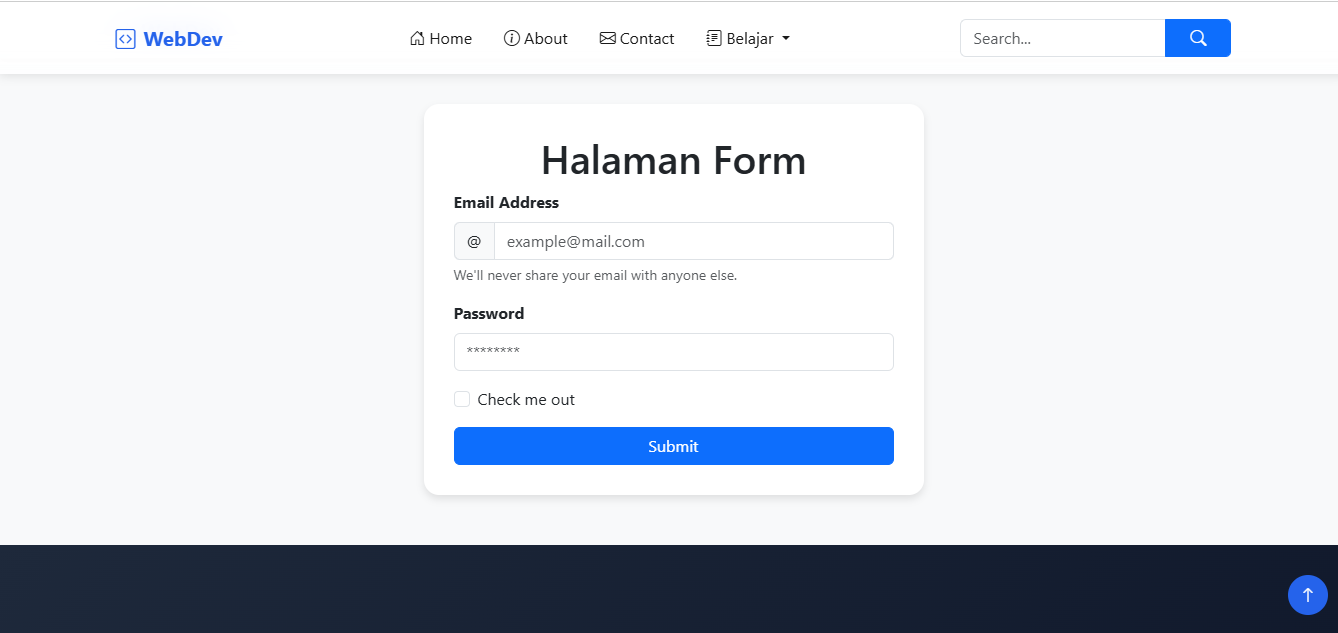 WebDev Home About Contact Belajar Search...
Halaman Form
Email Address
@ example@mail.com
We'll never share your email with anyone else.
Password
********
Check me out
Submit